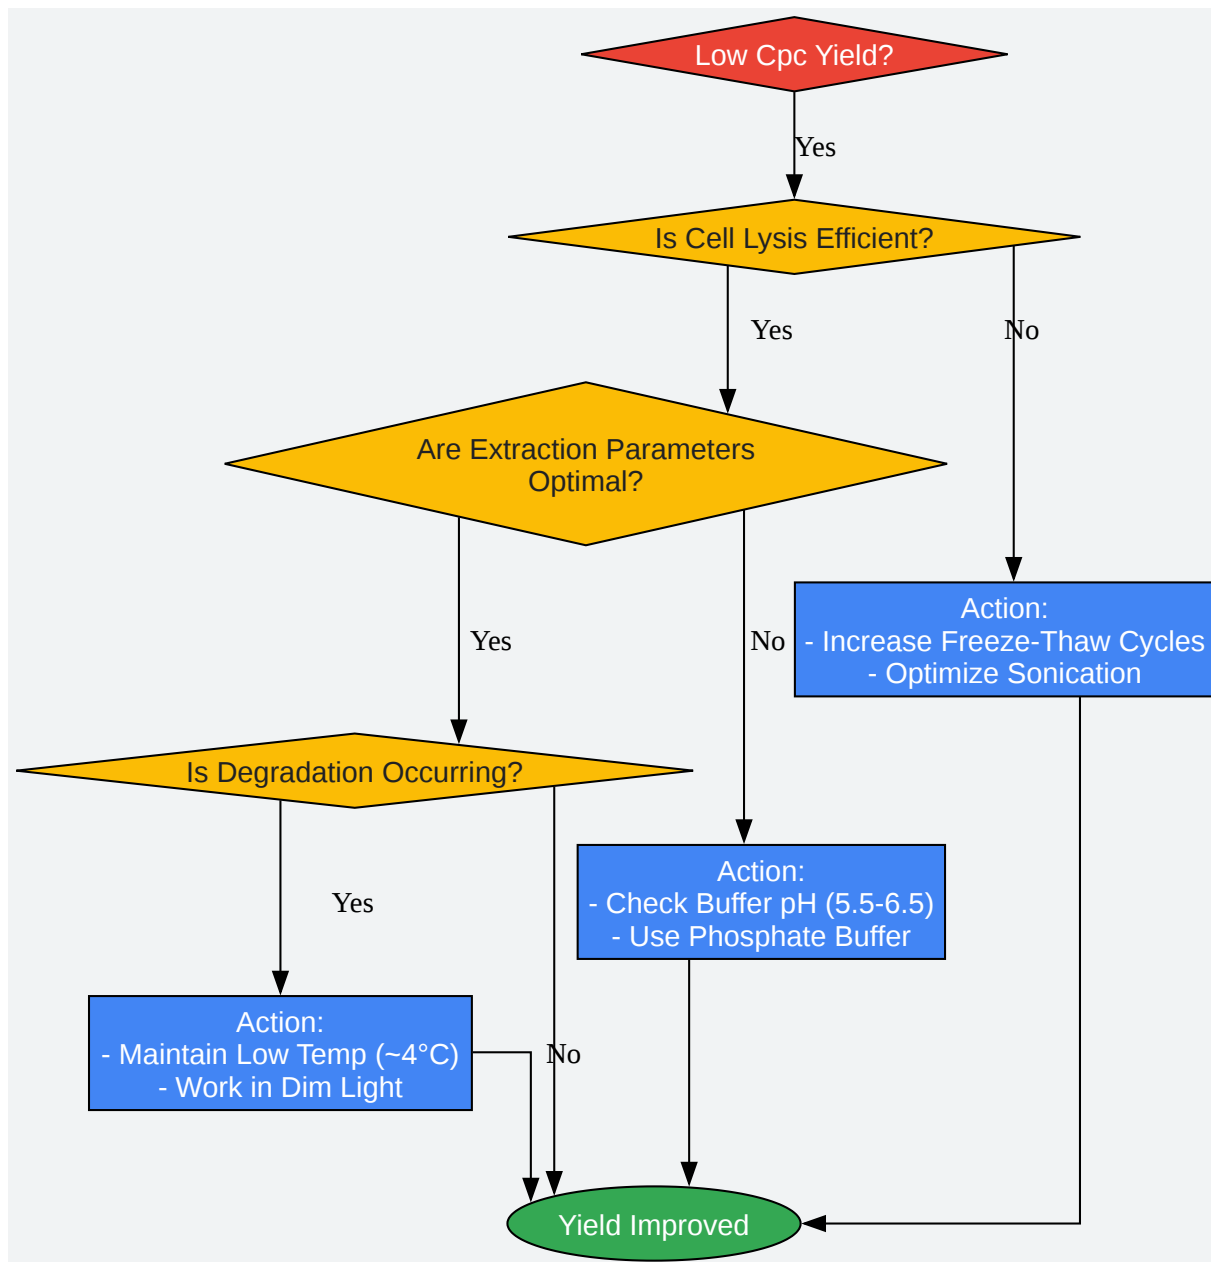 Low Cpc Yield?
Yes
Is Cell Lysis Efficient?
Yes
No
Are Extraction Parameters
Optimal?
Yes
No
Action:
- Increase Freeze-Thaw Cycles
- Optimize Sonication
Is Degradation Occurring?
Yes
Action:
- Check Buffer pH (5.5-6.5)
- Use Phosphate Buffer
Action:
- Maintain Low Temp (~4°C)
- Work in Dim Light
No
Yield Improved